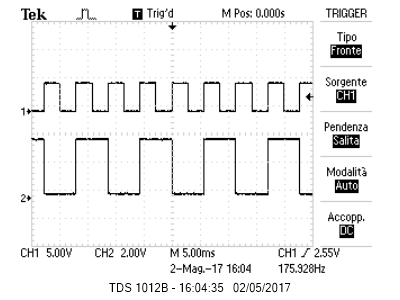 Tek T Trig'd M Pos: 0.000s TRIGGER
Tipo
Fronte
Sorgente
CH1
Pendenza
Salita
Modalità
Auto
Accopp.
DC
1
2
CH1 5.00V CH2 2.00V M 5.00ms CH1 / 2.55V
2-Mag.-17 16:04 175.928Hz
TDS 1012B - 16:04:35 02/05/2017